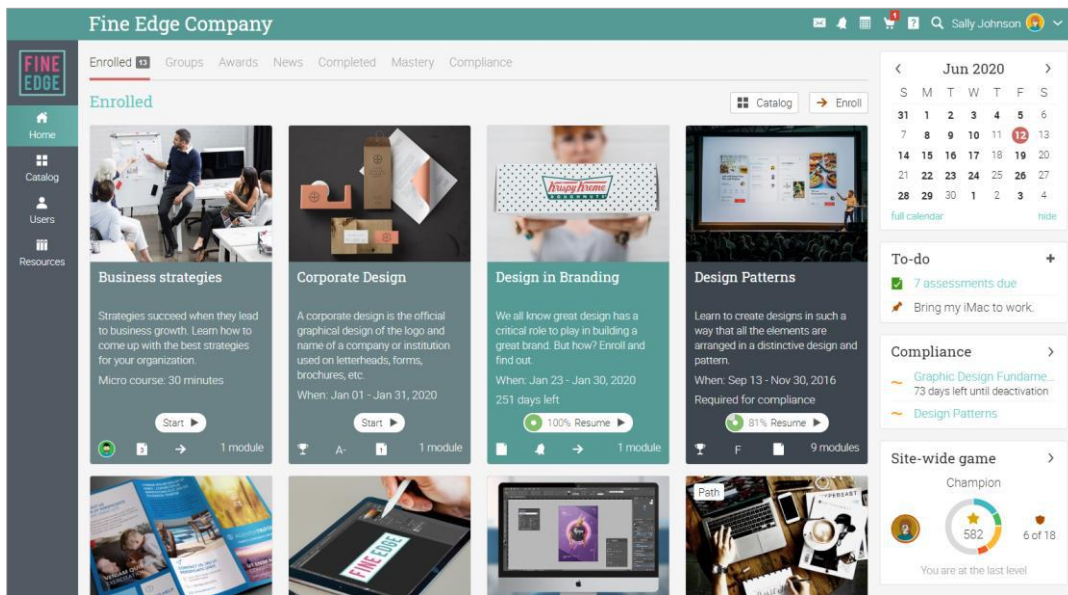 Fine Edge Company
1
?
Sally Johnson
FINE
EDGE
Home
Catalog
Users
Resources
Enrolled 13 Groups Awards News Completed Mastery Compliance
Enrolled
Catalog
Enroll
Business strategies
Strategies succeed when they lead
to business growth. Learn how to
come up with the best strategies
for your organization.
Micro course: 30 minutes
Start
3
1 module
Corporate Design
A corporate design is the official
graphical design of the logo and
name of a company or institution
used on letterheads, forms,
brochures, etc.
When: Jan 01 - Jan 31, 2020
Start
A-
1
1 module
Krispy Kreme
DOUGHNUTS
Design in Branding
We all know great design has a
critical role to play in building a
great brand. But how? Enroll and
find out.
When: Jan 23 - Jan 30, 2020
251 days left
100% Resume
1 module
Design Patterns
Learn to create designs in such a
way that all the elements are
arranged in a distinctive design and
pattern.
When: Sep 13 - Nov 30, 2016
Required for compliance
81% Resume
F
9 modules
FINE EDGE
Path
HYPEBEAST
Jun 2020
S M T W T F S
31 1 2 3 4 5 6
7 8 9 10 11 12 13
14 15 16 17 18 19 20
21 22 23 24 25 26 27
28 29 30 1 2 3 4
full calendar hide
To-do +
7 assessments due
Bring my iMac to work.
Compliance
Graphic Design Fundame...
73 days left until deactivation
Design Patterns
Site-wide game
Champion
582
6 of 18
You are at the last level